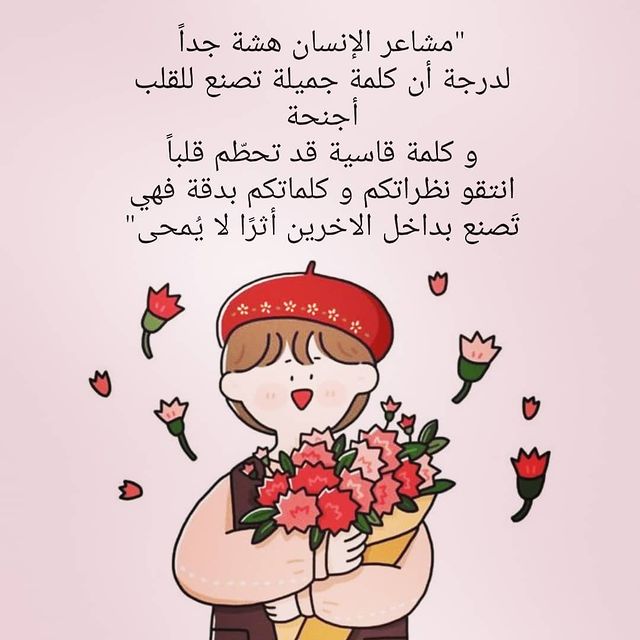 "مشاعر الإنسان هشة جداً
لدرجة أن كلمة جميلة تصنع للقلب
أجنحة
و كلمة قاسية قد تحطّم قلباً
انتقو نظراتكم و كلماتكم بدقة فهي
تَصنع بداخل الاخرين أثرًا لا يُمحى"